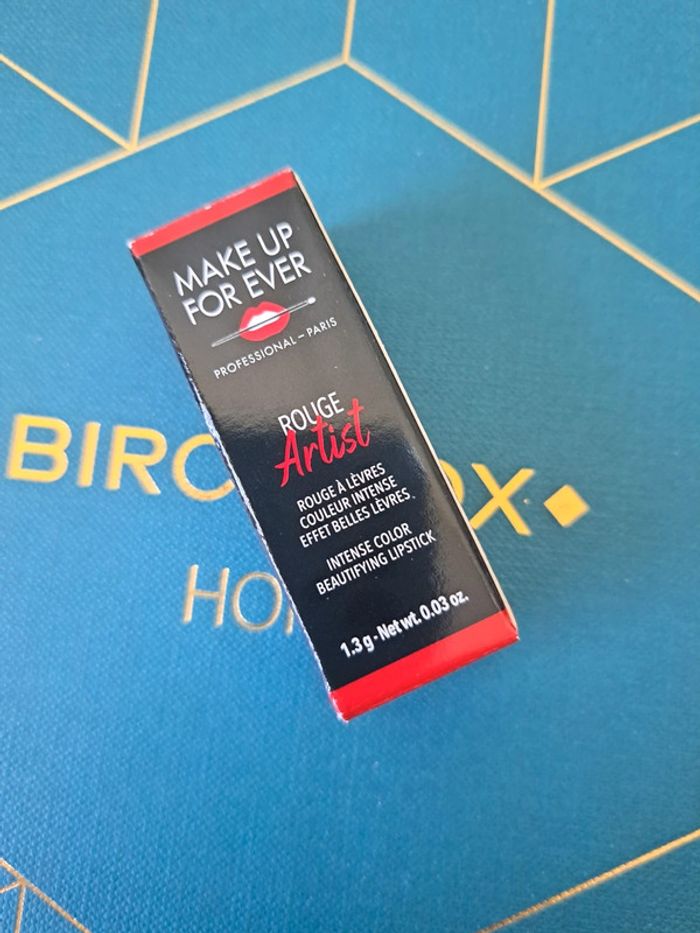 MAKE UP
FOR EVER
PROFESSIONAL – PARIS
ROUGE
Artist
ROUGE À LÈVRES
COULEUR INTENSE
EFFET BELLES LÈVRES
INTENSE COLOR
BEAUTIFYING LIPSTICK
1.3 g - Net wt. 0.03 oz.